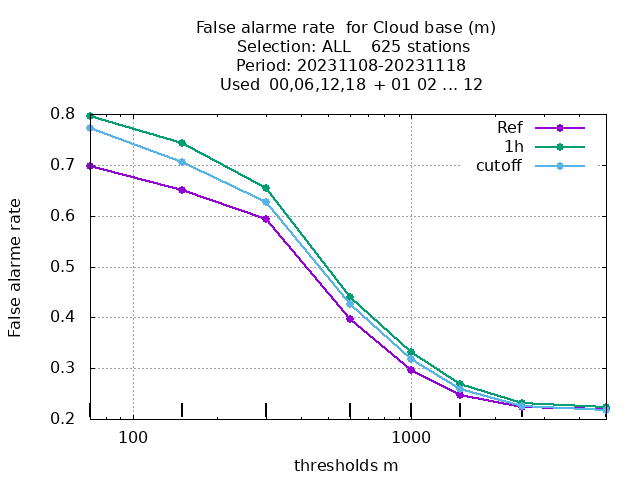 False alarme rate  for Cloud base (m)
Selection: ALL    625 stations
Period: 20231108-20231118
Used  00,06,12,18  + 01 02 ... 12
Ref
1h
cutoff
False alarme rate
0.8
0.7
0.6
0.5
0.4
0.3
0.2
100
1000
thresholds m